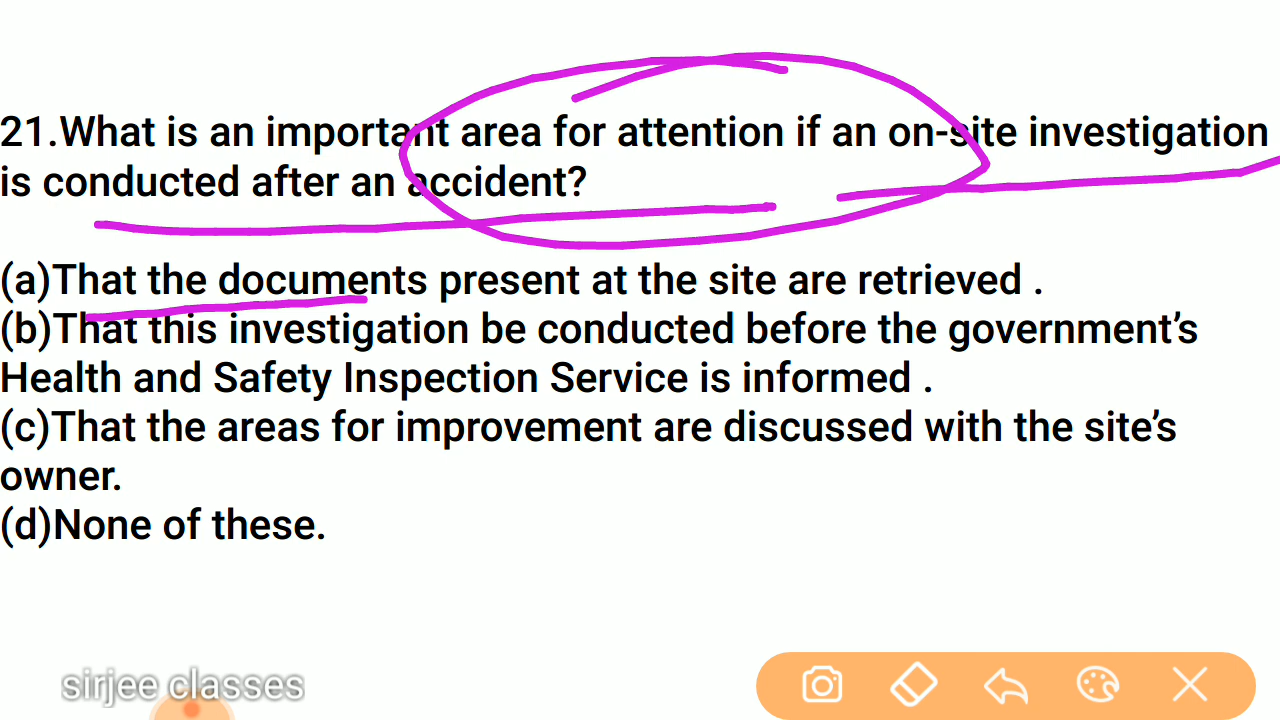 21.What is an important area for attention if an on-site investigation
is conducted after an accident?
(a)That the documents present at the site are retrieved .
(b)That this investigation be conducted before the government’s
Health and Safety Inspection Service is informed .
(c)That the areas for improvement are discussed with the site’s
owner.
(d)None of these.
sirjee classes